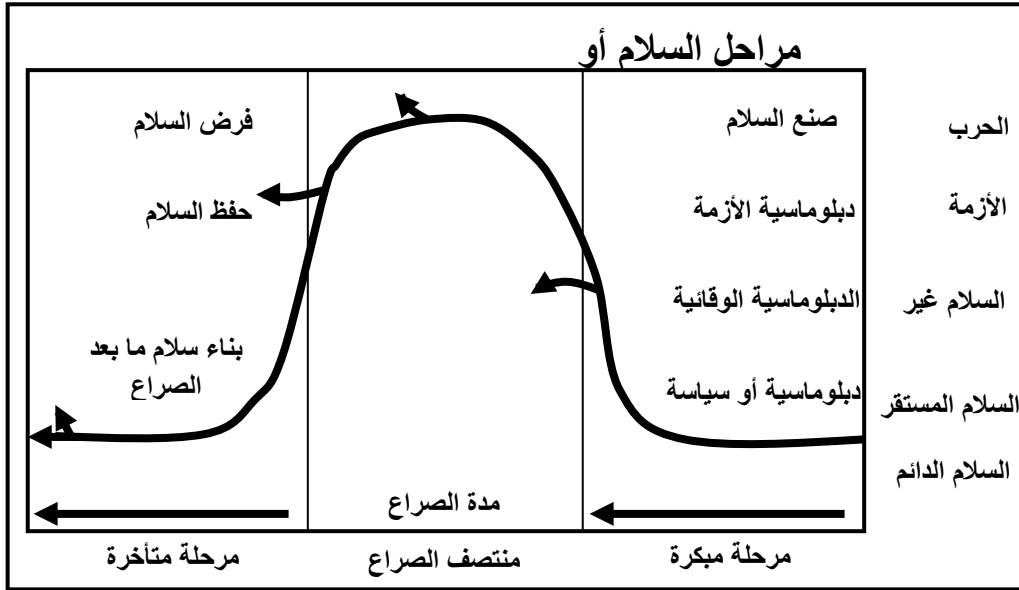 مراحل السلام أو
الحرب
صنع السلام
فرض السلام
الأزمة
دبلوماسية الأزمة
حفظ السلام
السلام غير
الدبلوماسية الوقائية
بناء سلام ما بعد
الصراع
السلام المستقر
دبلوماسية أو سياسة
السلام الدائم
مدة الصراع
مرحلة مبكرة
منتصف الصراع
مرحلة متأخرة